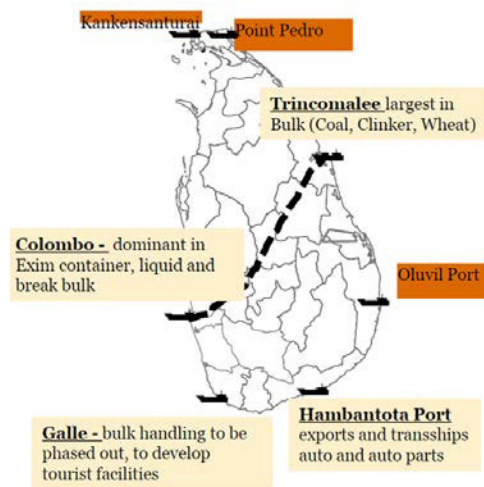 Kankensanturai
Point Pedro
Trincomalee largest in
Bulk (Coal, Clinker, Wheat)
Colombo - dominant in
Exim container, liquid and
break bulk
Oluvil Port
Hambantota Port
exports and transships
auto and auto parts
Galle - bulk handling to be
phased out, to develop
tourist facilities